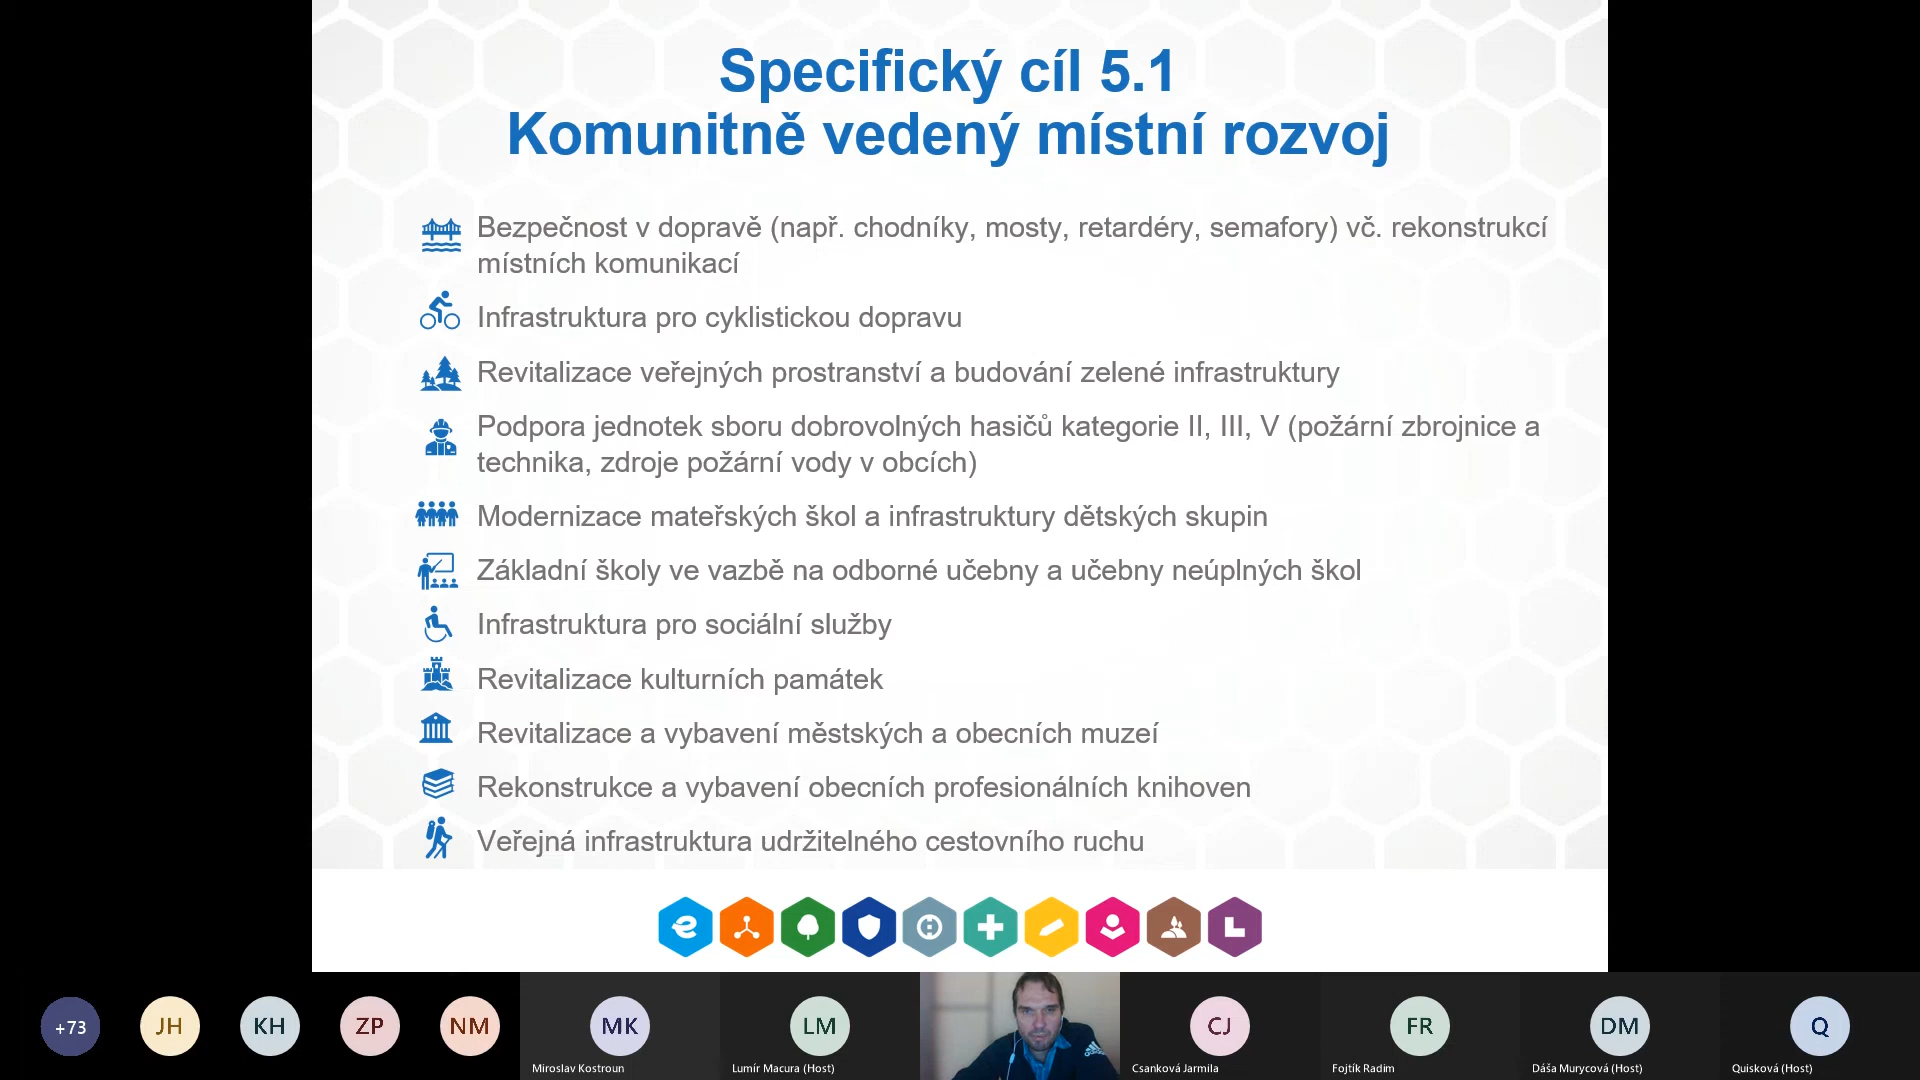 Specifický cíl 5.1
Komunitně vedený místní rozvoj
Bezpečnost v dopravě (např. chodníky, mosty, retardéry, semafory) vč. rekonstrukcí
místních komunikací
Infrastruktura pro cyklistickou dopravu
Revitalizace veřejných prostranství a budování zelené infrastruktury
Podpora jednotek sboru dobrovolných hasičů kategorie II, III, V (požární zbrojnice a
technika, zdroje požární vody v obcích)
Modernizace mateřských škol a infrastruktury dětských skupin
Základní školy ve vazbě na odborné učebny a učebny neúplných škol
Infrastruktura pro sociální služby
Revitalizace kulturních památek
Revitalizace a vybavení městských a obecních muzeí
Rekonstrukce a vybavení obecních profesionálních knihoven
Veřejná infrastruktura udržitelného cestovního ruchu
+73 JH KH ZP NM MK LM CJ FR DM Q
Miroslav Kostroun Lumír Macura (Host) adidas Csanková Jarmila Fojtík Radim Dáša Murycová (Host) Quisková (Host)